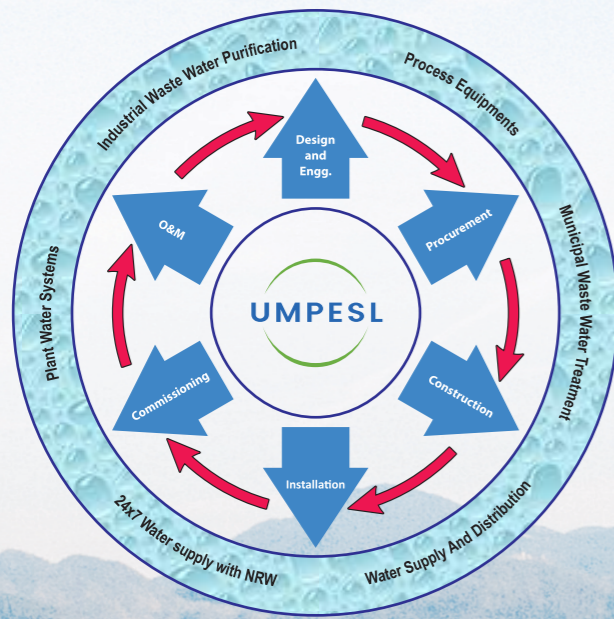 Industrial Waste Water Purification
Process Equipments
Municipal Waste Water Treatment
Water Supply And Distribution
24x7 Water supply with NRW
Plant Water Systems
Design
and
Engg.
Procurement
Construction
Installation
Commissioning
O&M
UMPESL